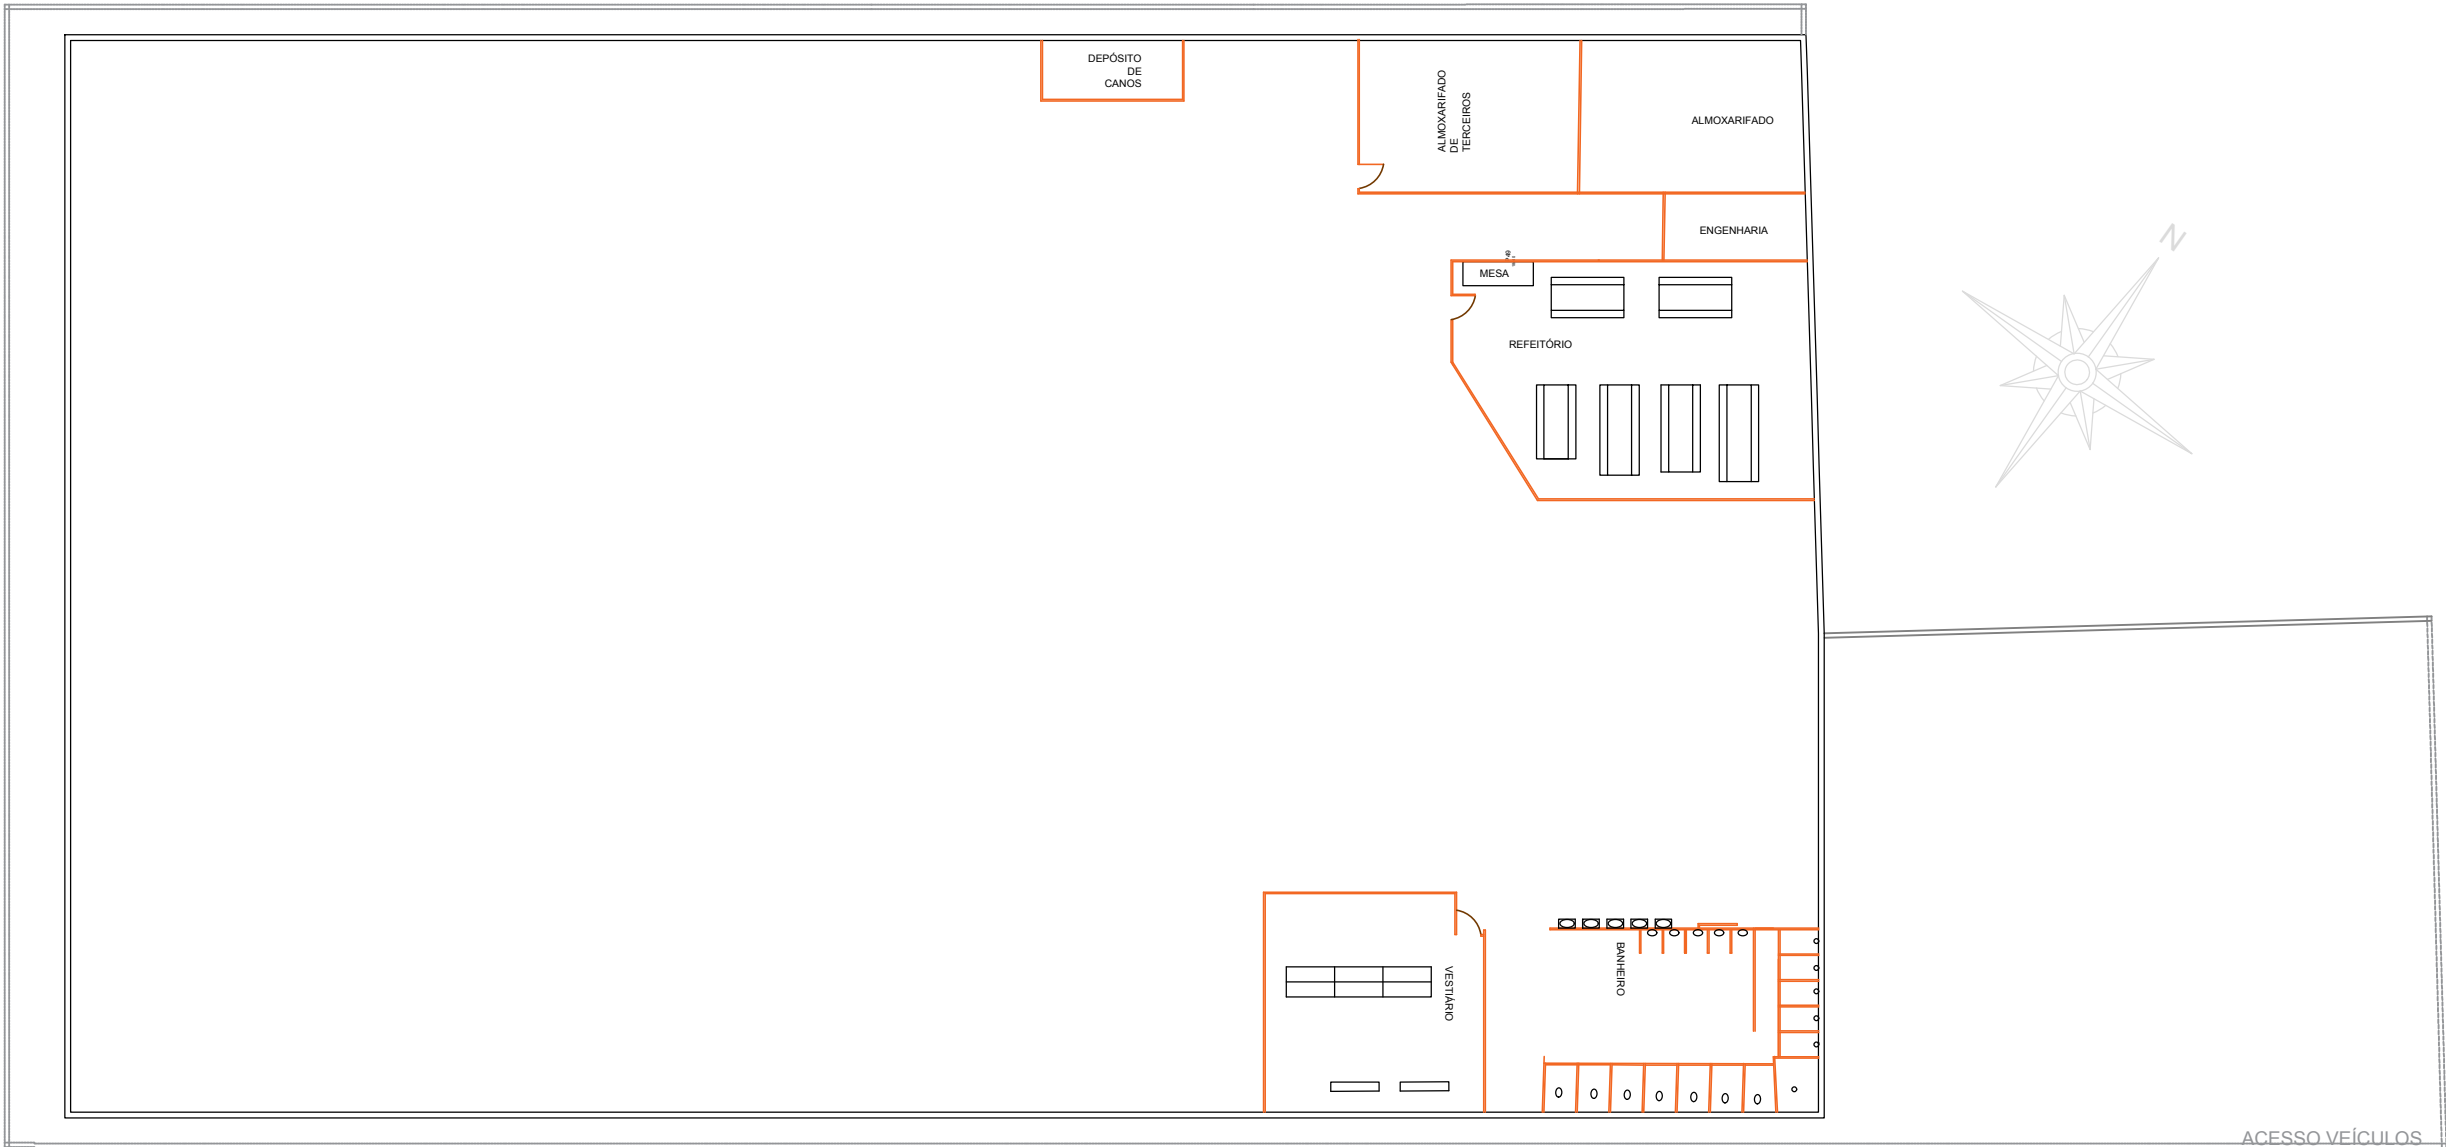 DEPÓSITO
DE
CANOS
ALMOXARIFADO
DE
TERCEIROS
ALMOXARIFADO
ENGENHARIA
MESA
REFEITÓRIO
N
VESTIÁRIO
BANHEIRO
ACESSO VEÍCULOS